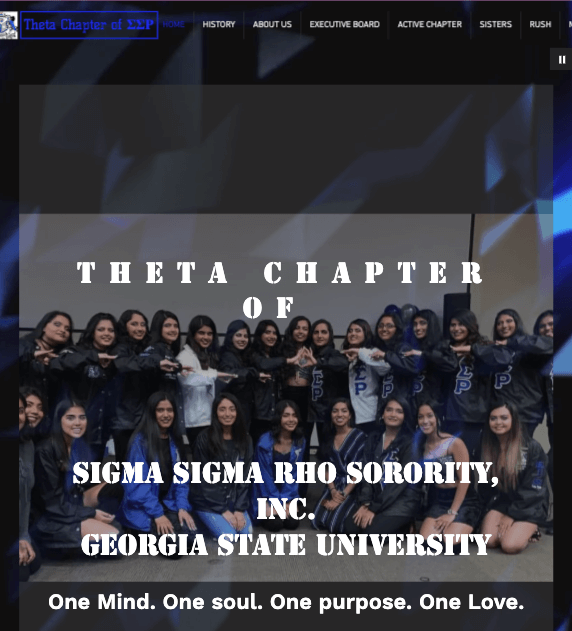 Theta Chapter of ΣΣΡ
HOME HISTORY ABOUT US EXECUTIVE BOARD ACTIVE CHAPTER SISTERS RUSH
THETA CHAPTER
OF
SIGMA SIGMA RHO SORORITY,
INC.
GEORGIA STATE UNIVERSITY
One Mind. One soul. One purpose. One Love.